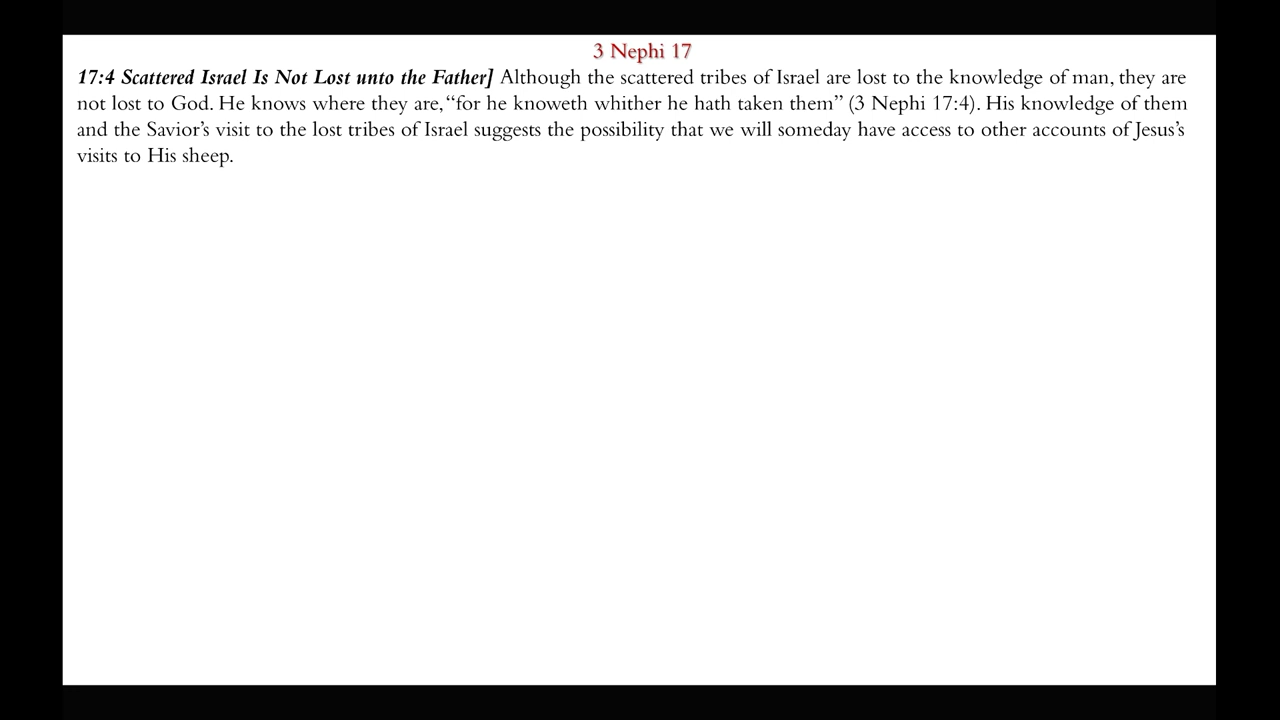 3 Nephi 17
17:4 Scattered Israel Is Not Lost unto the Father] Although the scattered tribes of Israel are lost to the knowledge of man, they are
not lost to God. He knows where they are, “for he knoweth whither he hath taken them” (3 Nephi 17:4). His knowledge of them
and the Savior’s visit to the lost tribes of Israel suggests the possibility that we will someday have access to other accounts of Jesus’s
visits to His sheep.